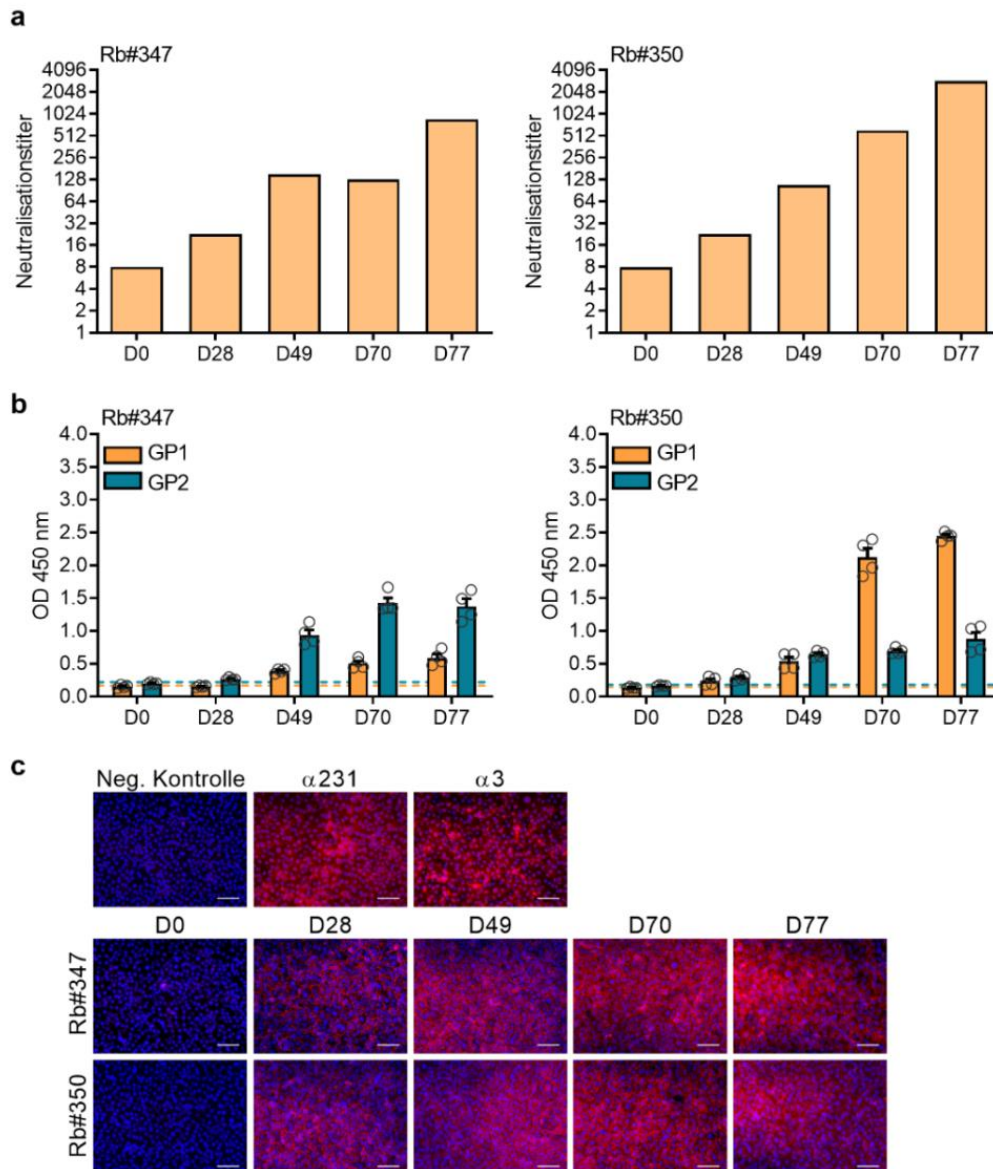 a
Rb#347
Neutralisationstiter
4096
2048
1024
512
256
128
64
32
16
8
4
2
1
D0 D28 D49 D70 D77
Rb#350
Neutralisationstiter
4096
2048
1024
512
256
128
64
32
16
8
4
2
1
D0 D28 D49 D70 D77
b
Rb#347
GP1
GP2
OD 450 nm
4.0
3.5
3.0
2.5
2.0
1.5
1.0
0.5
0.0
D0 D28 D49 D70 D77
Rb#350
GP1
GP2
OD 450 nm
4.0
3.5
3.0
2.5
2.0
1.5
1.0
0.5
0.0
D0 D28 D49 D70 D77
c
Neg. Kontrolle α231 α3
D0 D28 D49 D70 D77
Rb#347
Rb#350